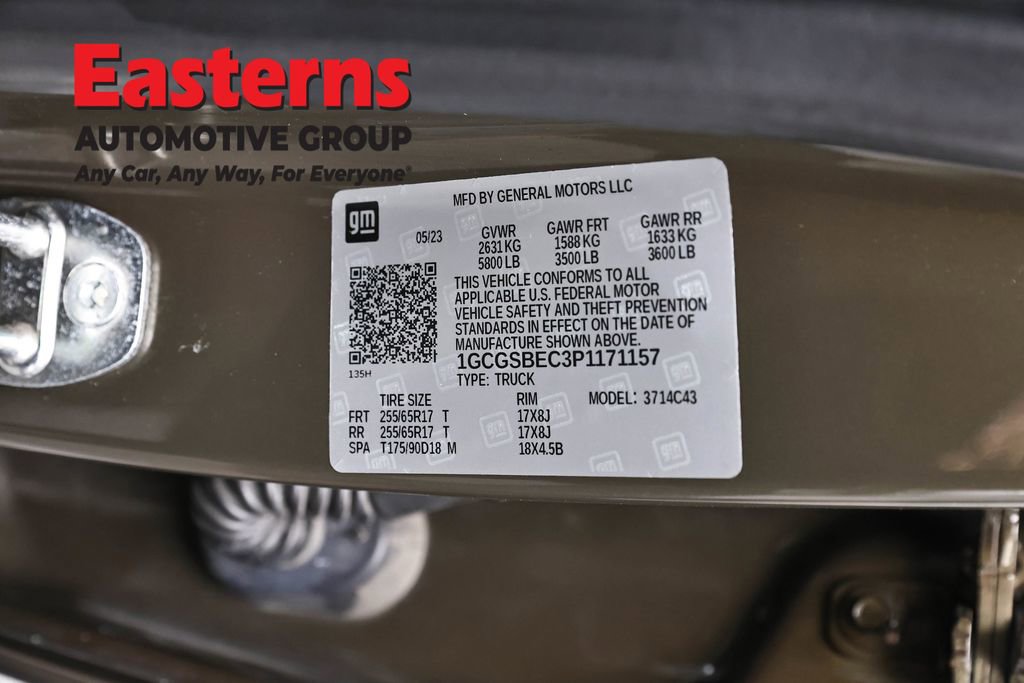 Easterns
AUTOMOTIVE GROUP
Any Car, Any Way, For Everyone®
MFD BY GENERAL MOTORS LLC
gm
05/23 GVWR GAWR FRT GAWR RR
2631 KG 1588 KG 1633 KG
5800 LB 3500 LB 3600 LB
THIS VEHICLE CONFORMS TO ALL
APPLICABLE U.S. FEDERAL MOTOR
VEHICLE SAFETY AND THEFT PREVENTION
STANDARDS IN EFFECT ON THE DATE OF
MANUFACTURE SHOWN ABOVE.
1GCGSBEC3P1171157
135H
TYPE: TRUCK
TIRE SIZE RIM MODEL: 3714C43
FRT 255/65R17 T 17X8J
RR 255/65R17 T 17X8J
SPA T175/90D18 M 18X4.5B